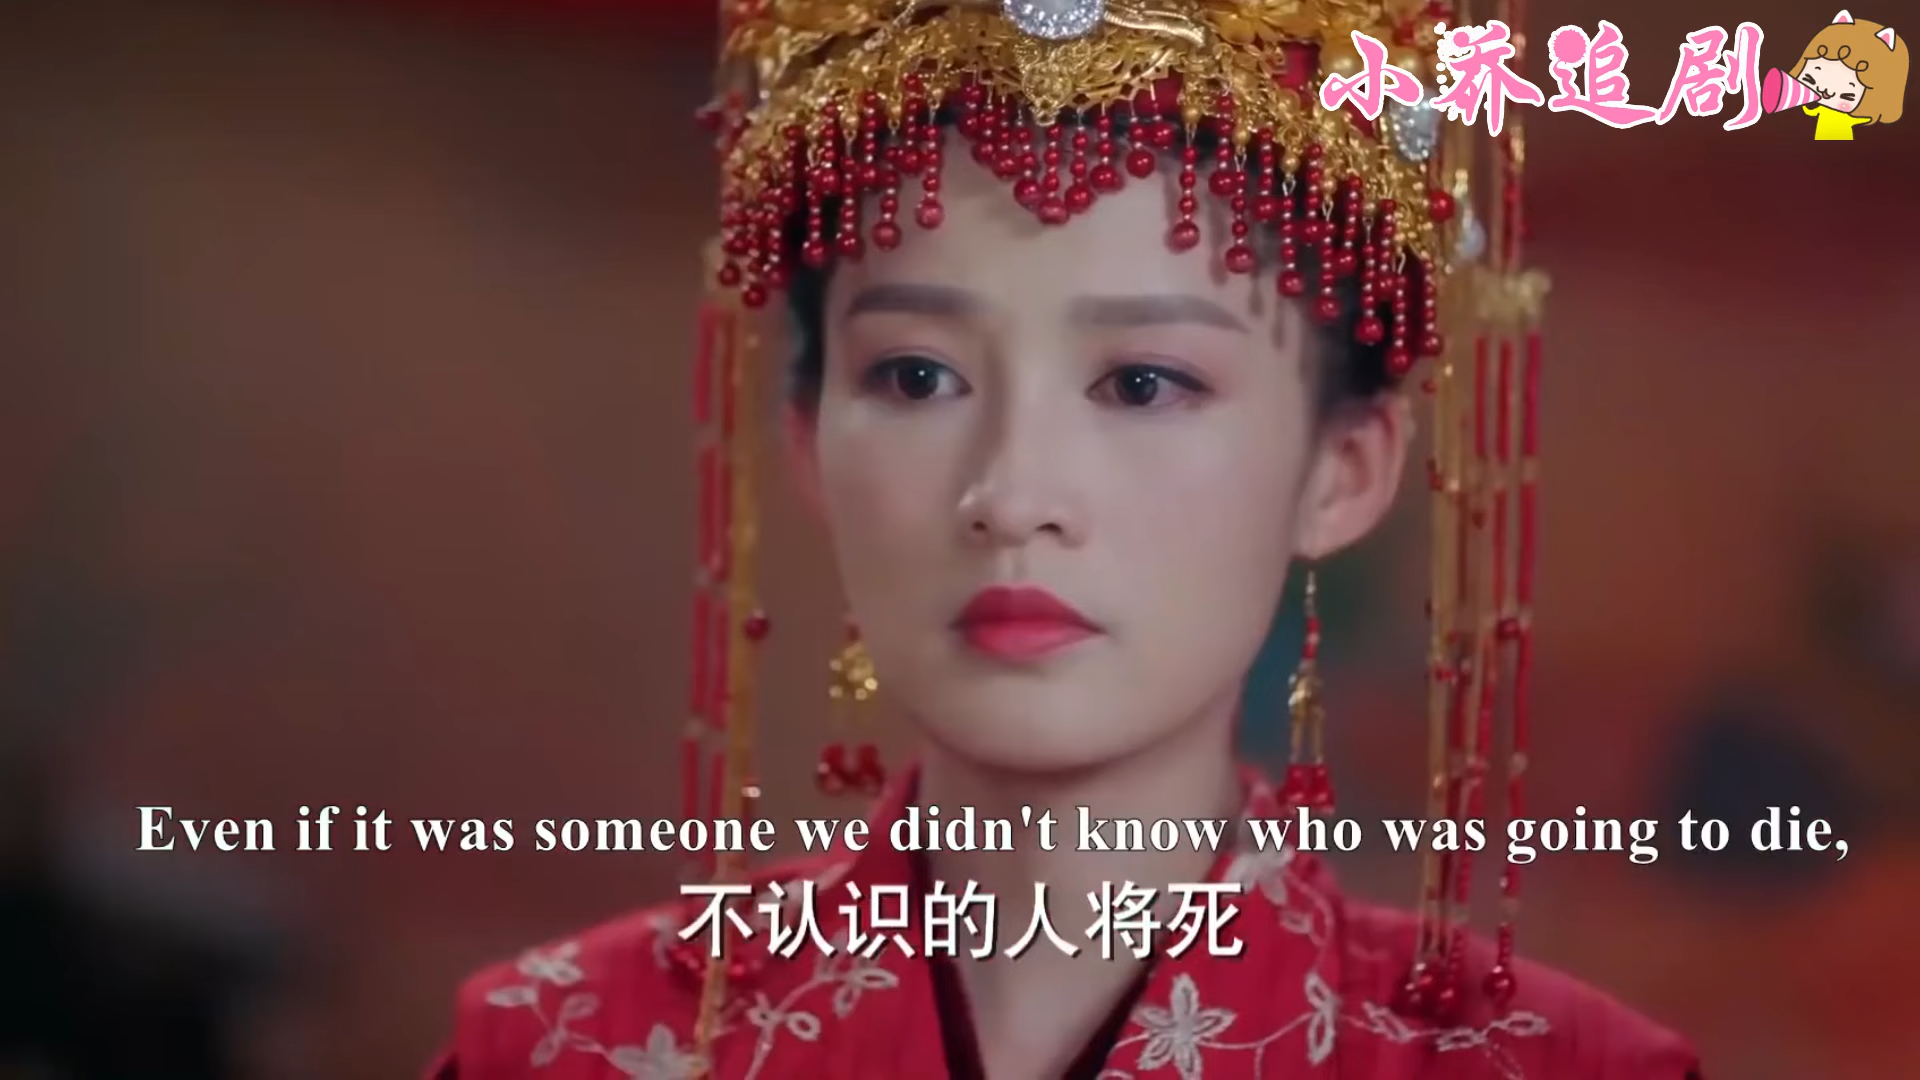 小莽追剧
Even if it was someone we didn't know who was going to die,
不认识的人将死